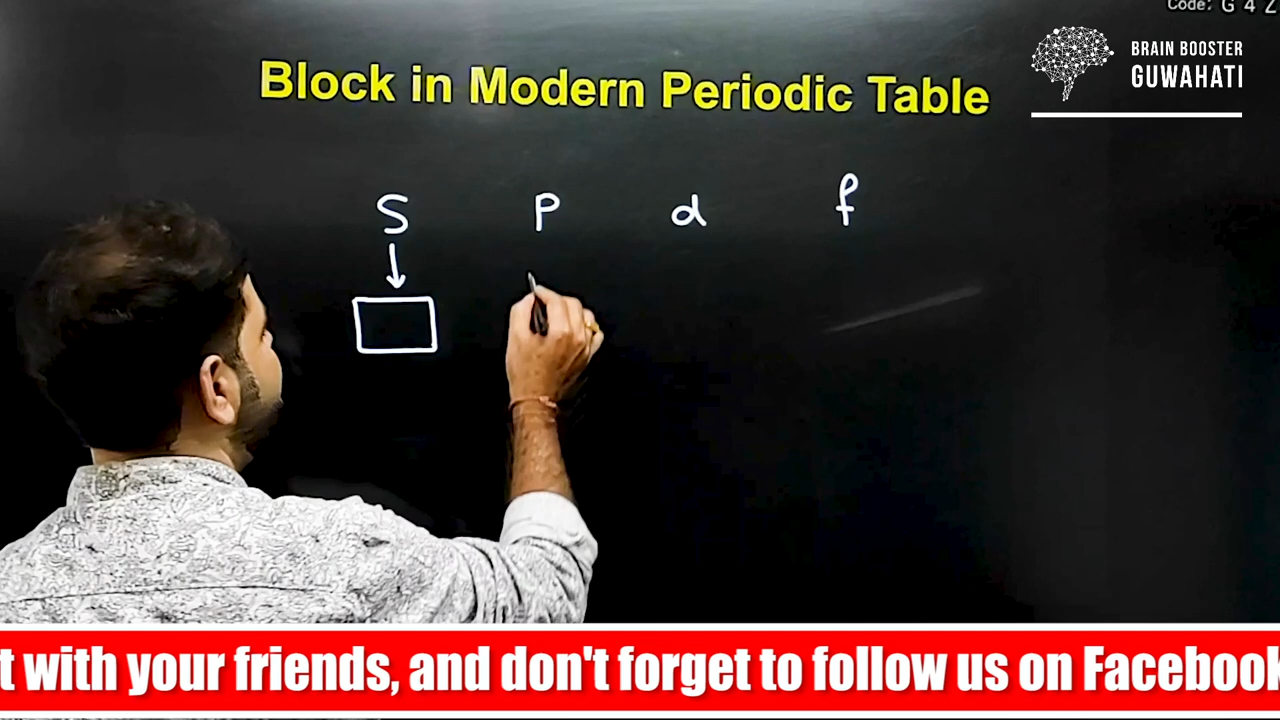 Code: G 4 Z
BRAIN BOOSTER
GUWAHATI
Block in Modern Periodic Table
S P d f
t with your friends, and don't forget to follow us on Facebook